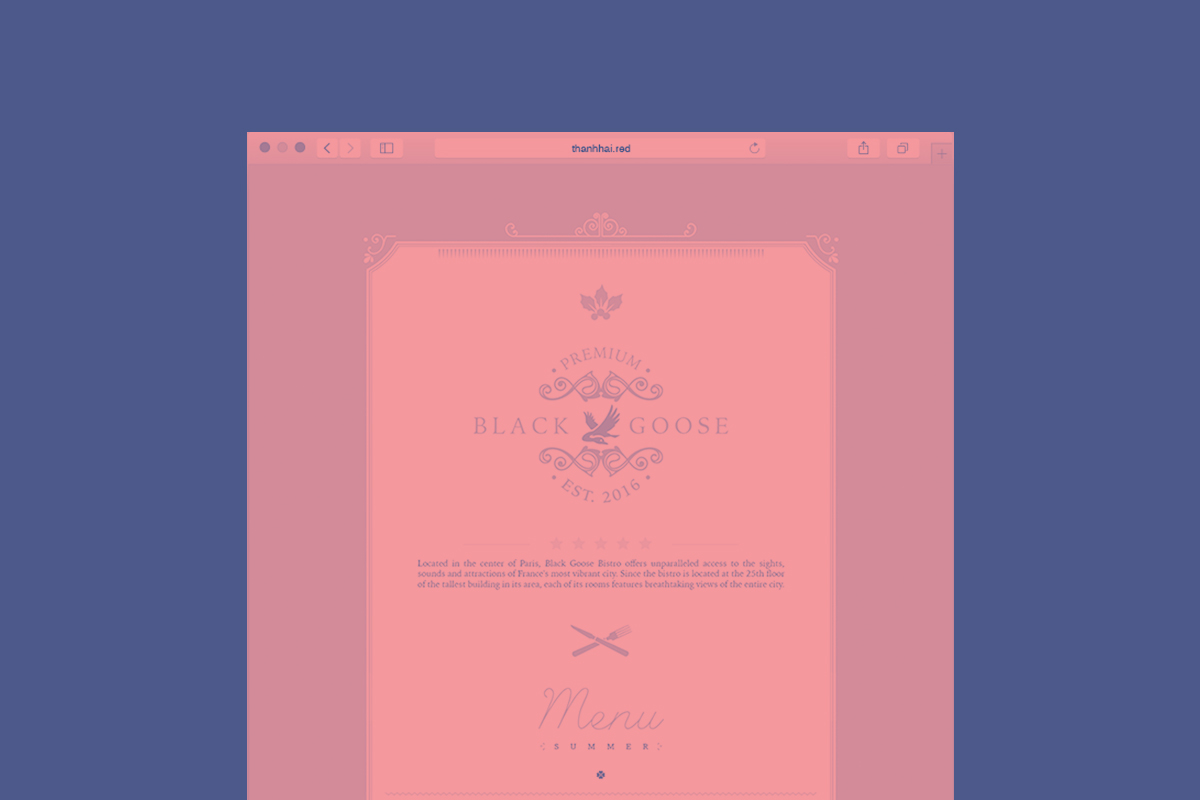 thanhhai.red
PREMIUM
BLACK GOOSE
EST. 2016
Located in the center of Paris, Black Goose Bistro offers unparalleled access to the sights,
sounds and attractions of France's most vibrant city. Since the bistro is located at the 25th floor
of the tallest building in its area, each of its rooms features breathtaking views of the entire city.
Menu
SUMMER